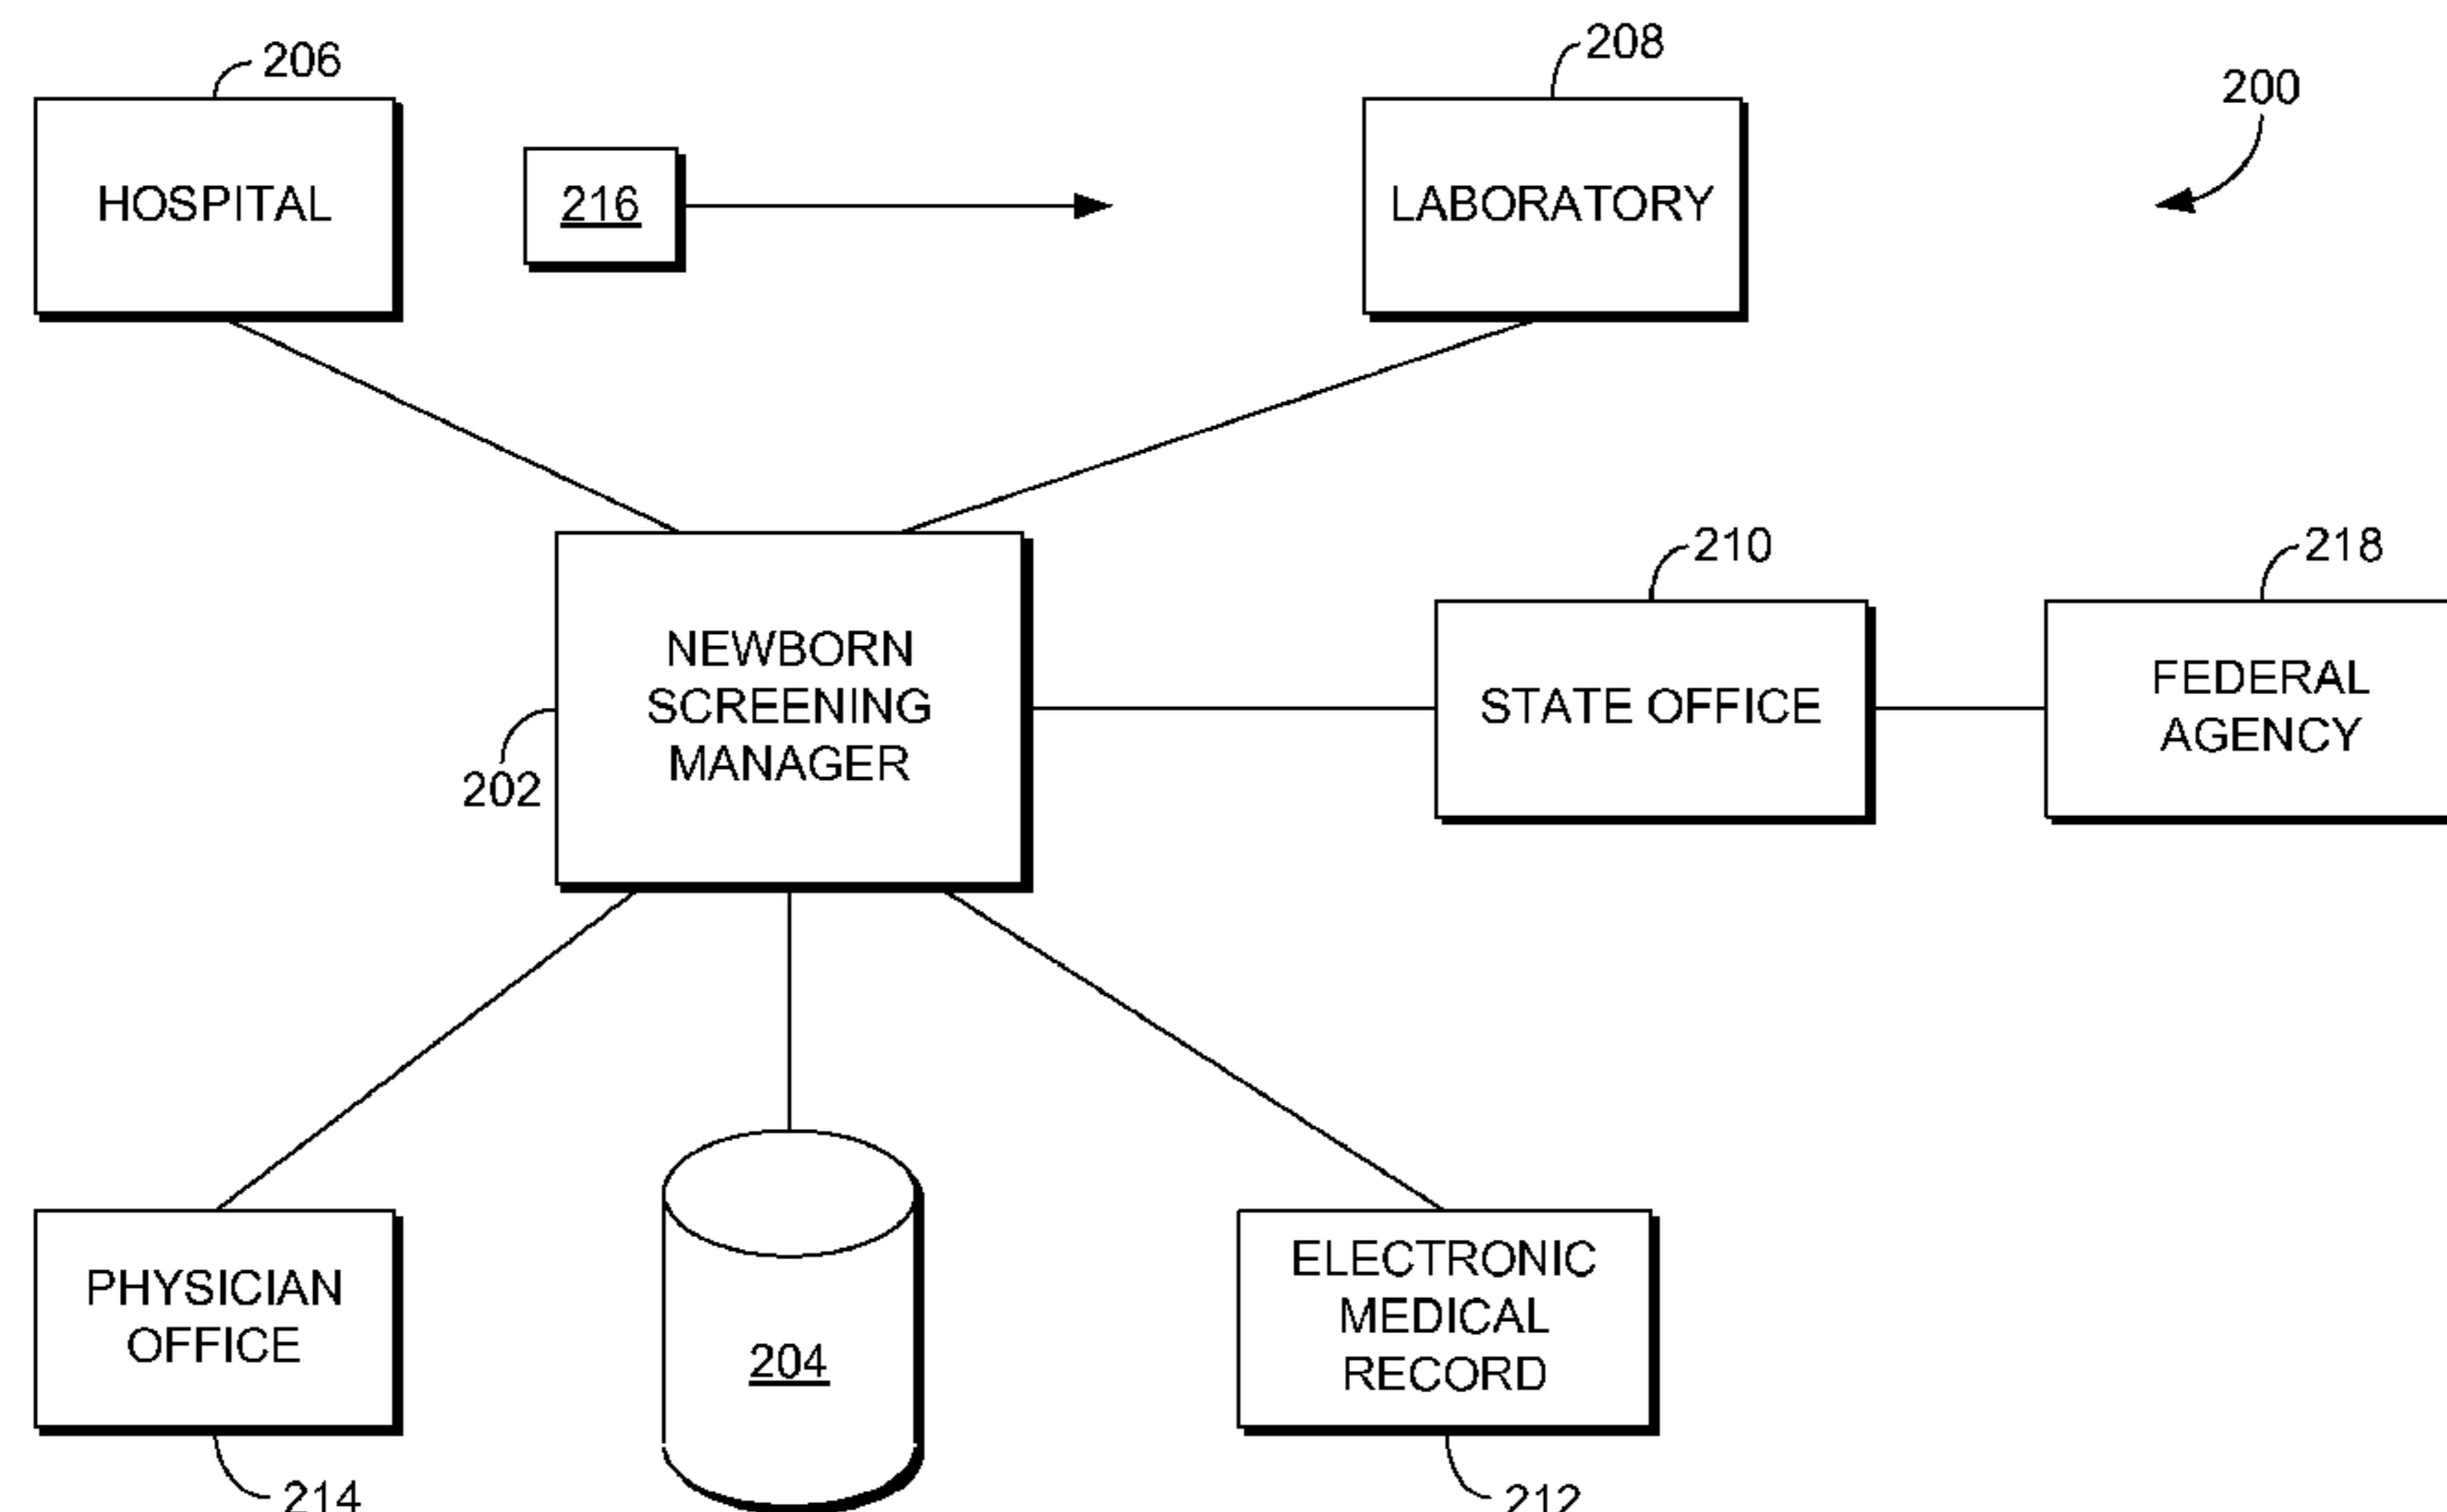 206
208
200
HOSPITAL
216
LABORATORY
210
218
NEWBORN
SCREENING
MANAGER
202
STATE OFFICE
FEDERAL
AGENCY
PHYSICIAN
OFFICE
204
ELECTRONIC
MEDICAL
RECORD
214
212